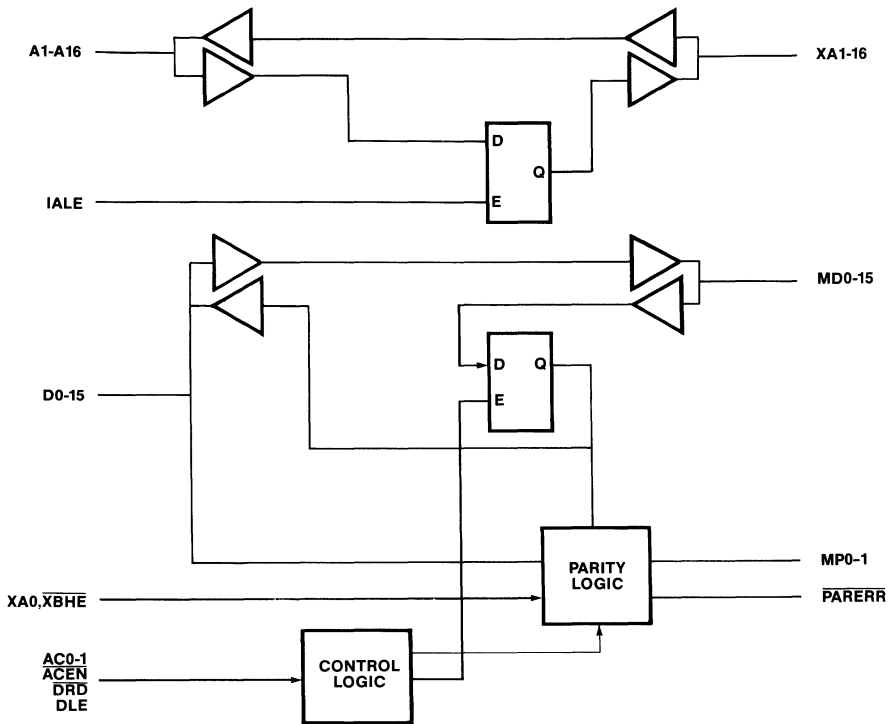 A1-A16
XA1-16
D
Q
IALE
E
MD0-15
D
Q
D0-15
E
PARITY
LOGIC
MP0-1
XA0,XBHE
PARERR
AC0-1
ACEN
DRD
DLE
CONTROL
LOGIC